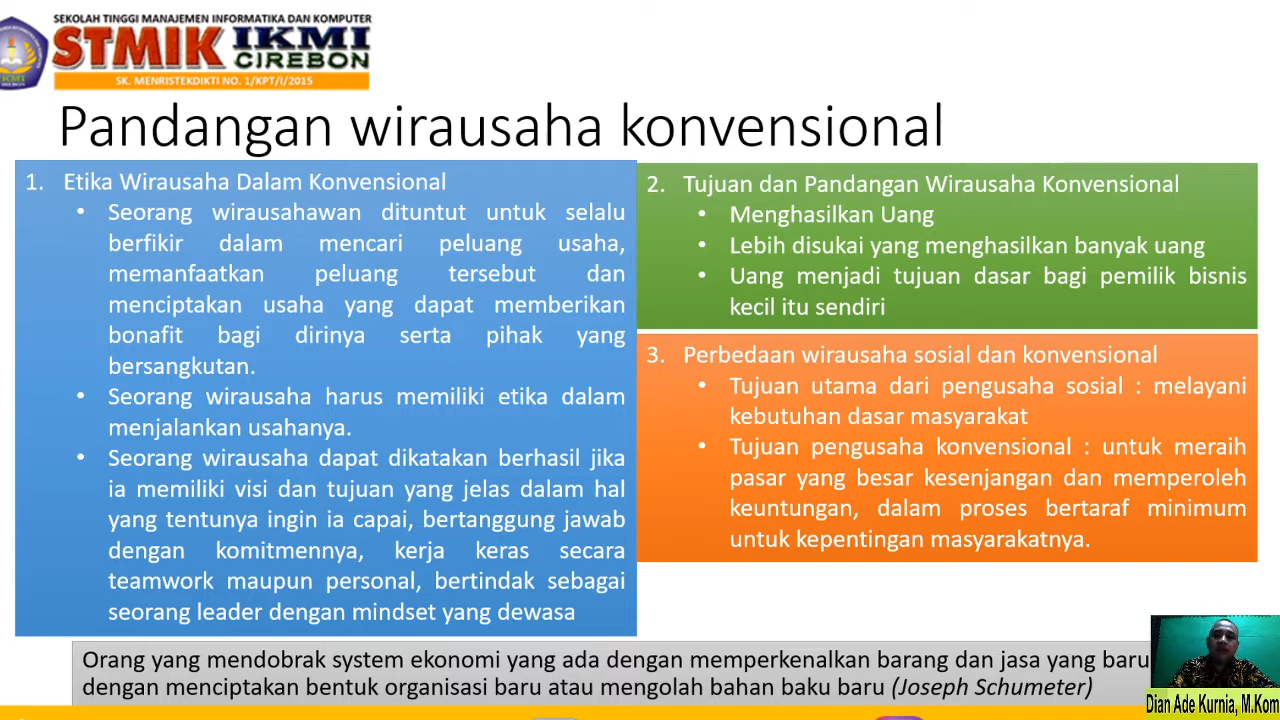 SEKOLAH TINGGI MANAJEMEN INFORMATIKA DAN KOMPUTER
STMIK IKMI
CIREBON
SK. MENRISTEKDIKTI NO. 1/KPT/I/2015
IKMI
Pandangan wirausaha konvensional
1. Etika Wirausaha Dalam Konvensional
• Seorang wirausahawan dituntut untuk selalu
berfikir dalam mencari peluang usaha,
memanfaatkan peluang tersebut dan
menciptakan usaha yang dapat memberikan
bonafit bagi dirinya serta pihak yang
bersangkutan.
• Seorang wirausaha harus memiliki etika dalam
menjalankan usahanya.
• Seorang wirausaha dapat dikatakan berhasil jika
ia memiliki visi dan tujuan yang jelas dalam hal
yang tentunya ingin ia capai, bertanggung jawab
dengan komitmennya, kerja keras secara
teamwork maupun personal, bertindak sebagai
seorang leader dengan mindset yang dewasa
2. Tujuan dan Pandangan Wirausaha Konvensional
• Menghasilkan Uang
• Lebih disukai yang menghasilkan banyak uang
• Uang menjadi tujuan dasar bagi pemilik bisnis
kecil itu sendiri
3. Perbedaan wirausaha sosial dan konvensional
• Tujuan utama dari pengusaha sosial : melayani
kebutuhan dasar masyarakat
• Tujuan pengusaha konvensional : untuk meraih
pasar yang besar kesenjangan dan memperoleh
keuntungan, dalam proses bertaraf minimum
untuk kepentingan masyarakatnya.
Orang yang mendobrak system ekonomi yang ada dengan memperkenalkan barang dan jasa yang baru
dengan menciptakan bentuk organisasi baru atau mengolah bahan baku baru (Joseph Schumeter)
Dian Ade Kurnia, M.Kom